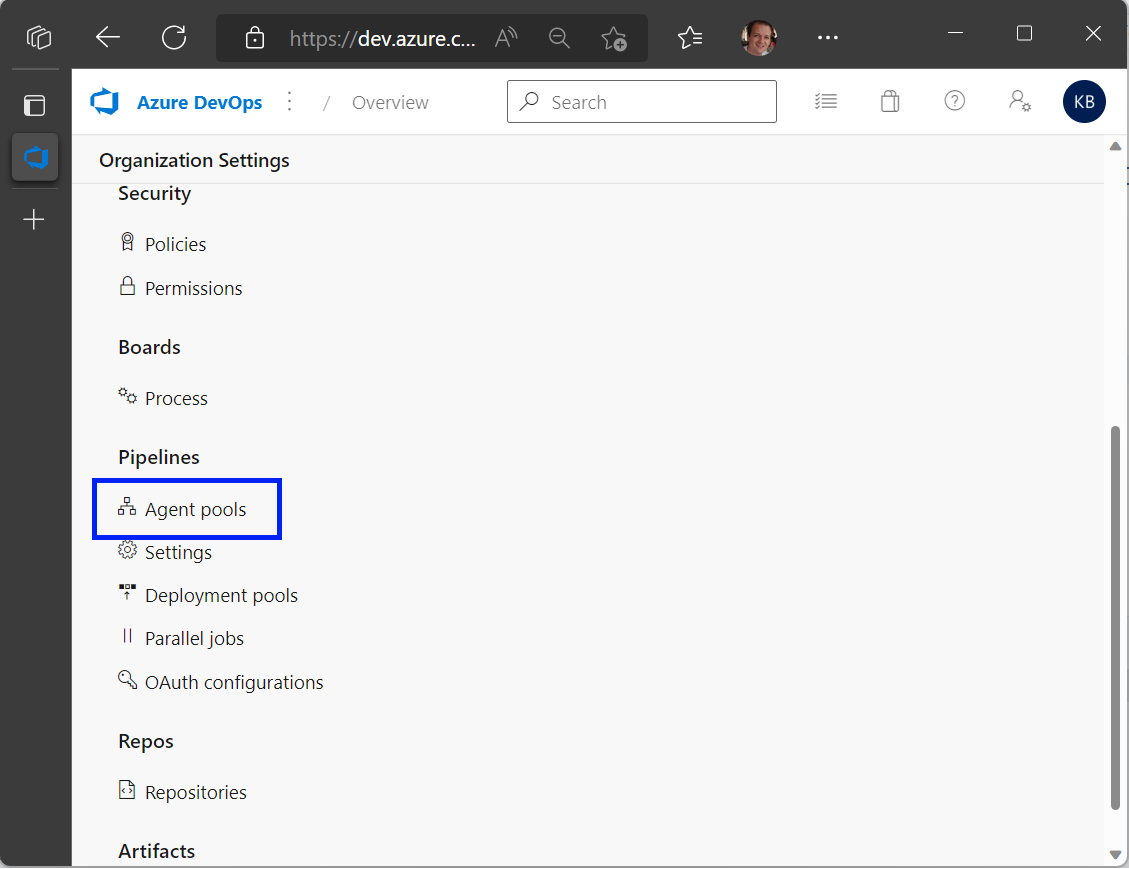 https://dev.azure.c...
Azure DevOps / Overview Search KB
Organization Settings
Security
Policies
Permissions
Boards
Process
Pipelines
Agent pools
Settings
Deployment pools
Parallel jobs
OAuth configurations
Repos
Repositories
Artifacts